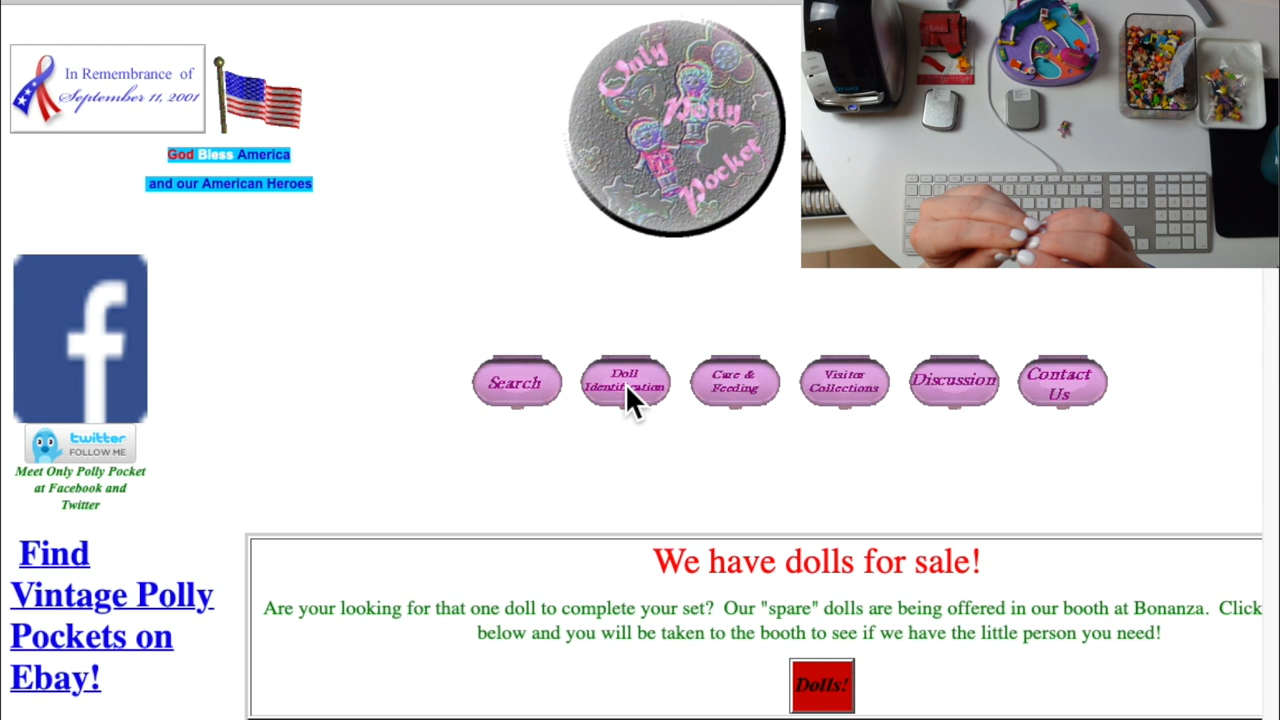 In Remembrance of
September 11, 2001
God Bless America
and our American Heroes
Only
Polly
Pocket
f
twitter
FOLLOW ME
Meet Only Polly Pocket
at Facebook and
Twitter
Search
Doll
Identification
Care &
Feeding
Visitor
Collections
Discussion
Contact
Us
Find
Vintage Polly
Pockets on
Ebay!
We have dolls for sale!
Are your looking for that one doll to complete your set? Our "spare" dolls are being offered in our booth at Bonanza. Click
below and you will be taken to the booth to see if we have the little person you need!
Dolls!